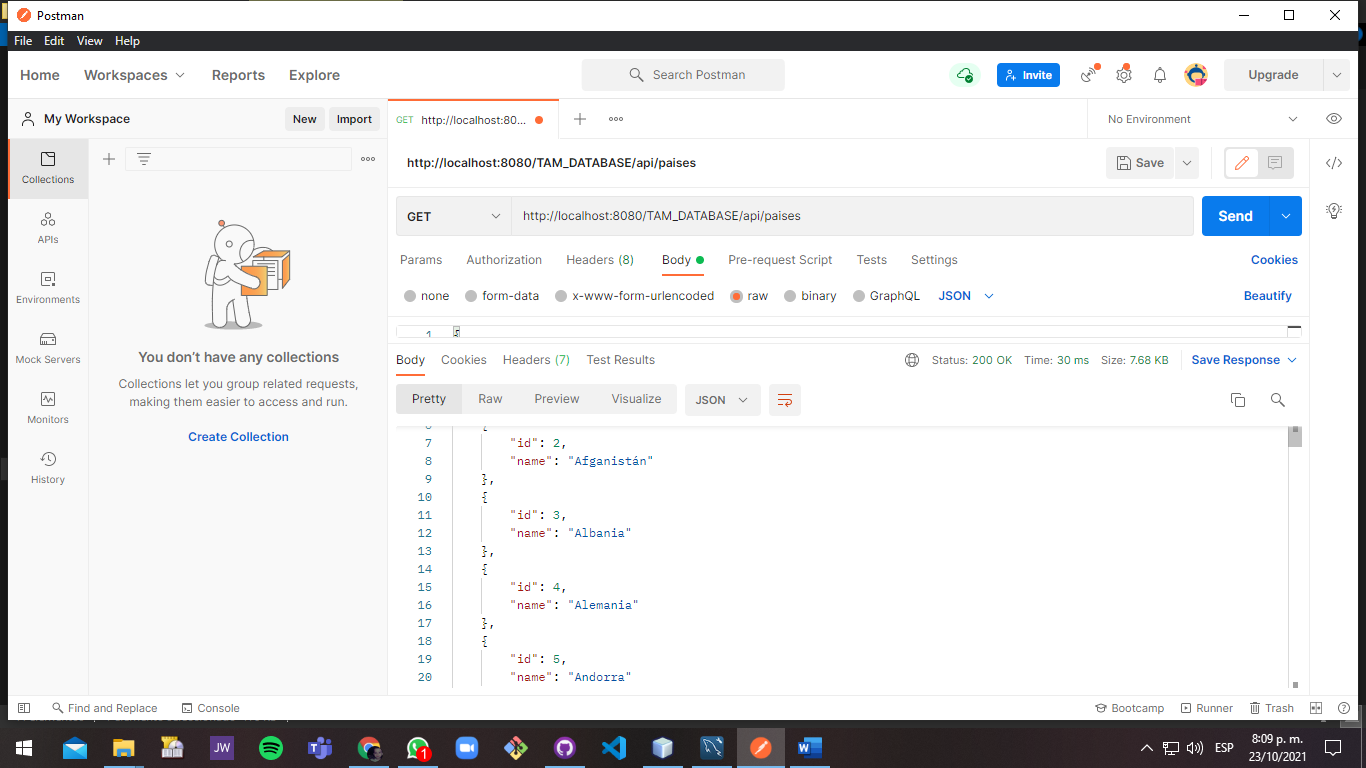 Postman
File Edit View Help
Home Workspaces Reports Explore Search Postman Invite Upgrade
My Workspace New Import GET http://localhost:80... No Environment
http://localhost:8080/TAM_DATABASE/api/paises Save
Collections
GET http://localhost:8080/TAM_DATABASE/api/paises Send
APIs
Params Authorization Headers (8) Body Pre-request Script Tests Settings Cookies
Environments
none form-data x-www-form-urlencoded raw binary GraphQL JSON Beautify
1 {
Mock Servers
You don't have any collections
Collections let you group related requests,
making them easier to access and run.
Create Collection
Monitors
History
Body Cookies Headers (7) Test Results Status: 200 OK Time: 30 ms Size: 7.68 KB Save Response
Pretty Raw Preview Visualize JSON
6 {
7 "id": 2,
8 "name": "Afganistán"
9 },
10 {
11 "id": 3,
12 "name": "Albania"
13 },
14 {
15 "id": 4,
16 "name": "Alemania"
17 },
18 {
19 "id": 5,
20 "name": "Andorra"
Find and Replace Console Bootcamp Runner Trash
JW 1 ESP 8:09 p. m.
23/10/2021